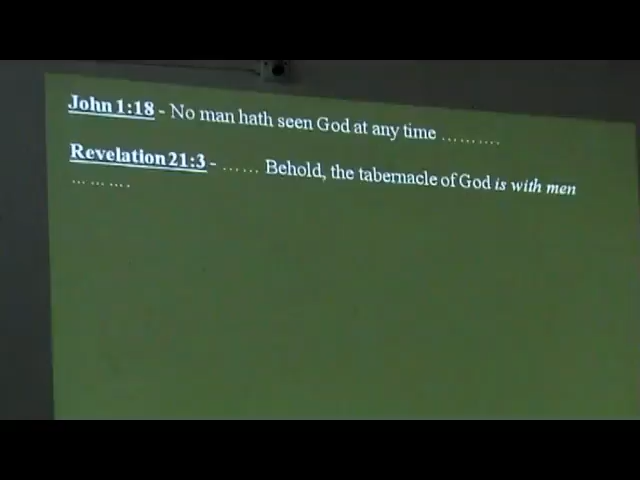 John 1:18 - No man hath seen God at any time ……….
Revelation 21:3 - …… Behold, the tabernacle of God is with men
……….